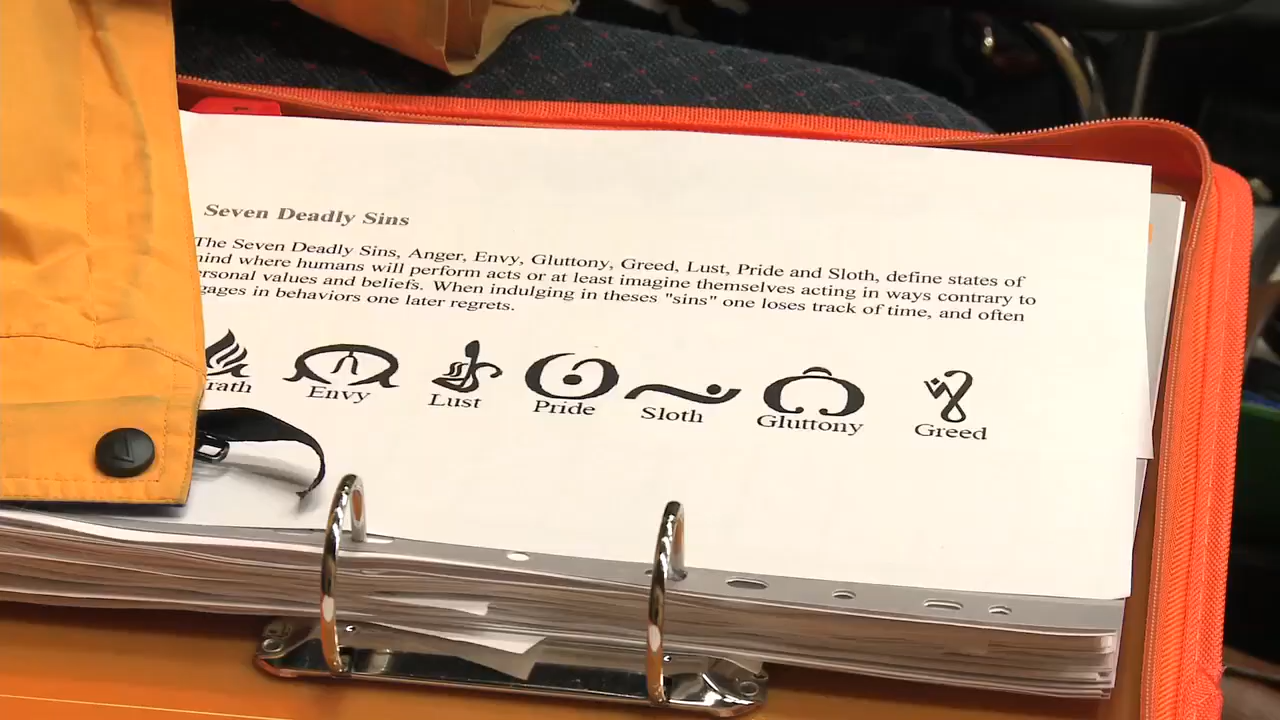 Seven Deadly Sins
The Seven Deadly Sins, Anger, Envy, Gluttony, Greed, Lust, Pride and Sloth, define states of
mind where humans will perform acts or at least imagine themselves acting in ways contrary to
ersonal values and beliefs. When indulging in theses "sins" one loses track of time, and often
gages in behaviors one later regrets.
rath Envy Lust Pride Sloth Gluttony Greed